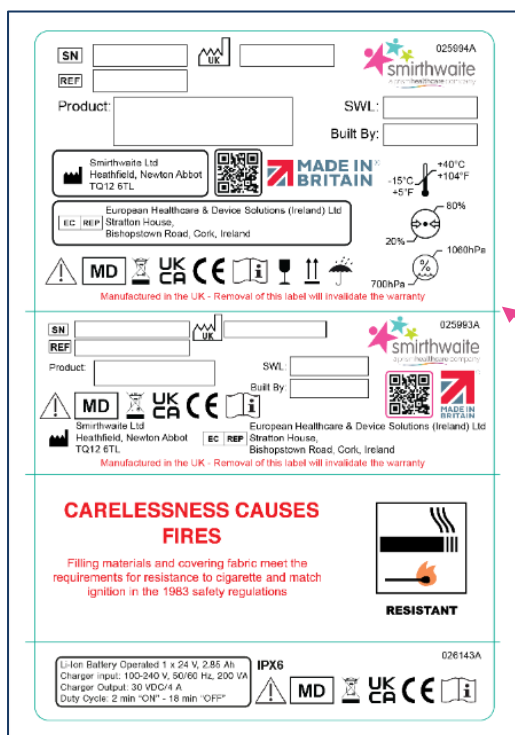 025994A
SN
UK
REF
smirthwaite
a prism healthcare company
Product:
SWL:
Built By:
Smirthwaite Ltd
Heathfield, Newton Abbot
TQ12 6TL
MADE IN
BRITAIN
+40°C
+104°F
-15°C
+5°F
EC REP
European Healthcare & Device Solutions (Ireland) Ltd
Stratton House,
Bishopstown Road, Cork, Ireland
80%
20%
1060hPa
%
700hPa
MD
UK
CA
CE
i
Manufactured in the UK - Removal of this label will invalidate the warranty
025993A
SN
UK
REF
smirthwaite
a prism healthcare company
Product:
SWL:
Built By:
MD
UK
CA
CE
i
MADE IN
BRITAIN
Smirthwaite Ltd
Heathfield, Newton Abbot
TQ12 6TL
EC REP
European Healthcare & Device Solutions (Ireland) Ltd
Stratton House,
Bishopstown Road, Cork, Ireland
Manufactured in the UK - Removal of this label will invalidate the warranty
CARELESSNESS CAUSES
FIRES
Filling materials and covering fabric meet the
requirements for resistance to cigarette and match
ignition in the 1983 safety regulations
RESISTANT
026143A
Li-Ion Battery Operated 1 x 24 V, 2.85 Ah
Charger input: 100-240 V, 50/60 Hz, 200 VA
Charger Output: 30 VDC/4 A
Duty Cycle: 2 min "ON" - 18 min "OFF"
IPX6
MD
UK
CA
CE
i